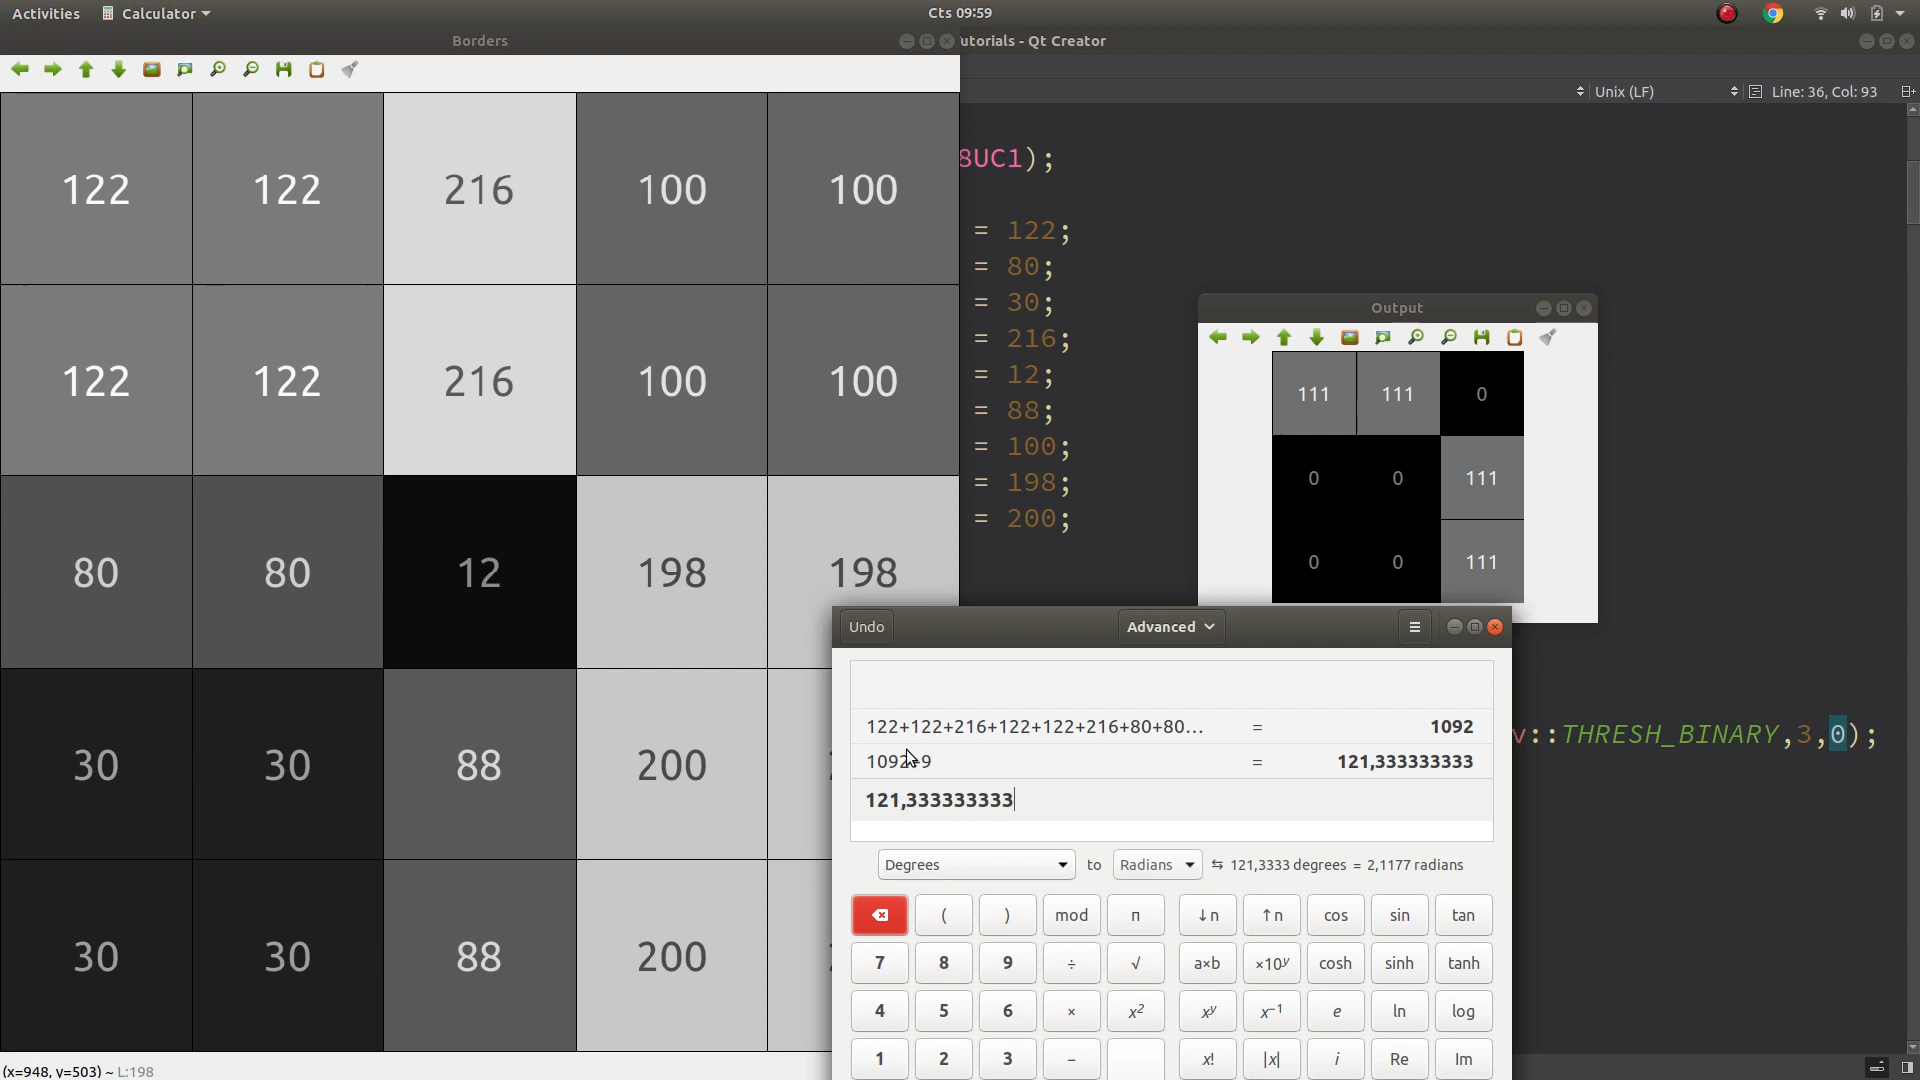 Activities Calculator Cts 09:59
Borders utorials - Qt Creator
Unix (LF) Line: 36, Col: 93
122 122 216 100 100
8UC1);
= 122;
= 80;
= 30;
= 216;
= 12;
= 88;
= 100;
= 198;
= 200;
122 122 216 100 100
Output
111 111 0
0 0 111
0 0 111
80 80 12 198 198
Undo Advanced
122+122+216+122+122+216+80+80... = 1092
1092÷9 = 121,333333333
121,333333333
v::THRESH_BINARY,3,0);
30 30 88 200
Degrees to Radians ⇆ 121,3333 degrees = 2,1177 radians
( ) mod π ↓n ↑n cos sin tan
30 30 88 200
7 8 9 ÷ √ a×b ×10ʸ cosh sinh tanh
4 5 6 × x² xʸ x⁻¹ e ln log
1 2 3 − x! |x| i Re Im
(x=948, y=503) ~ L:198